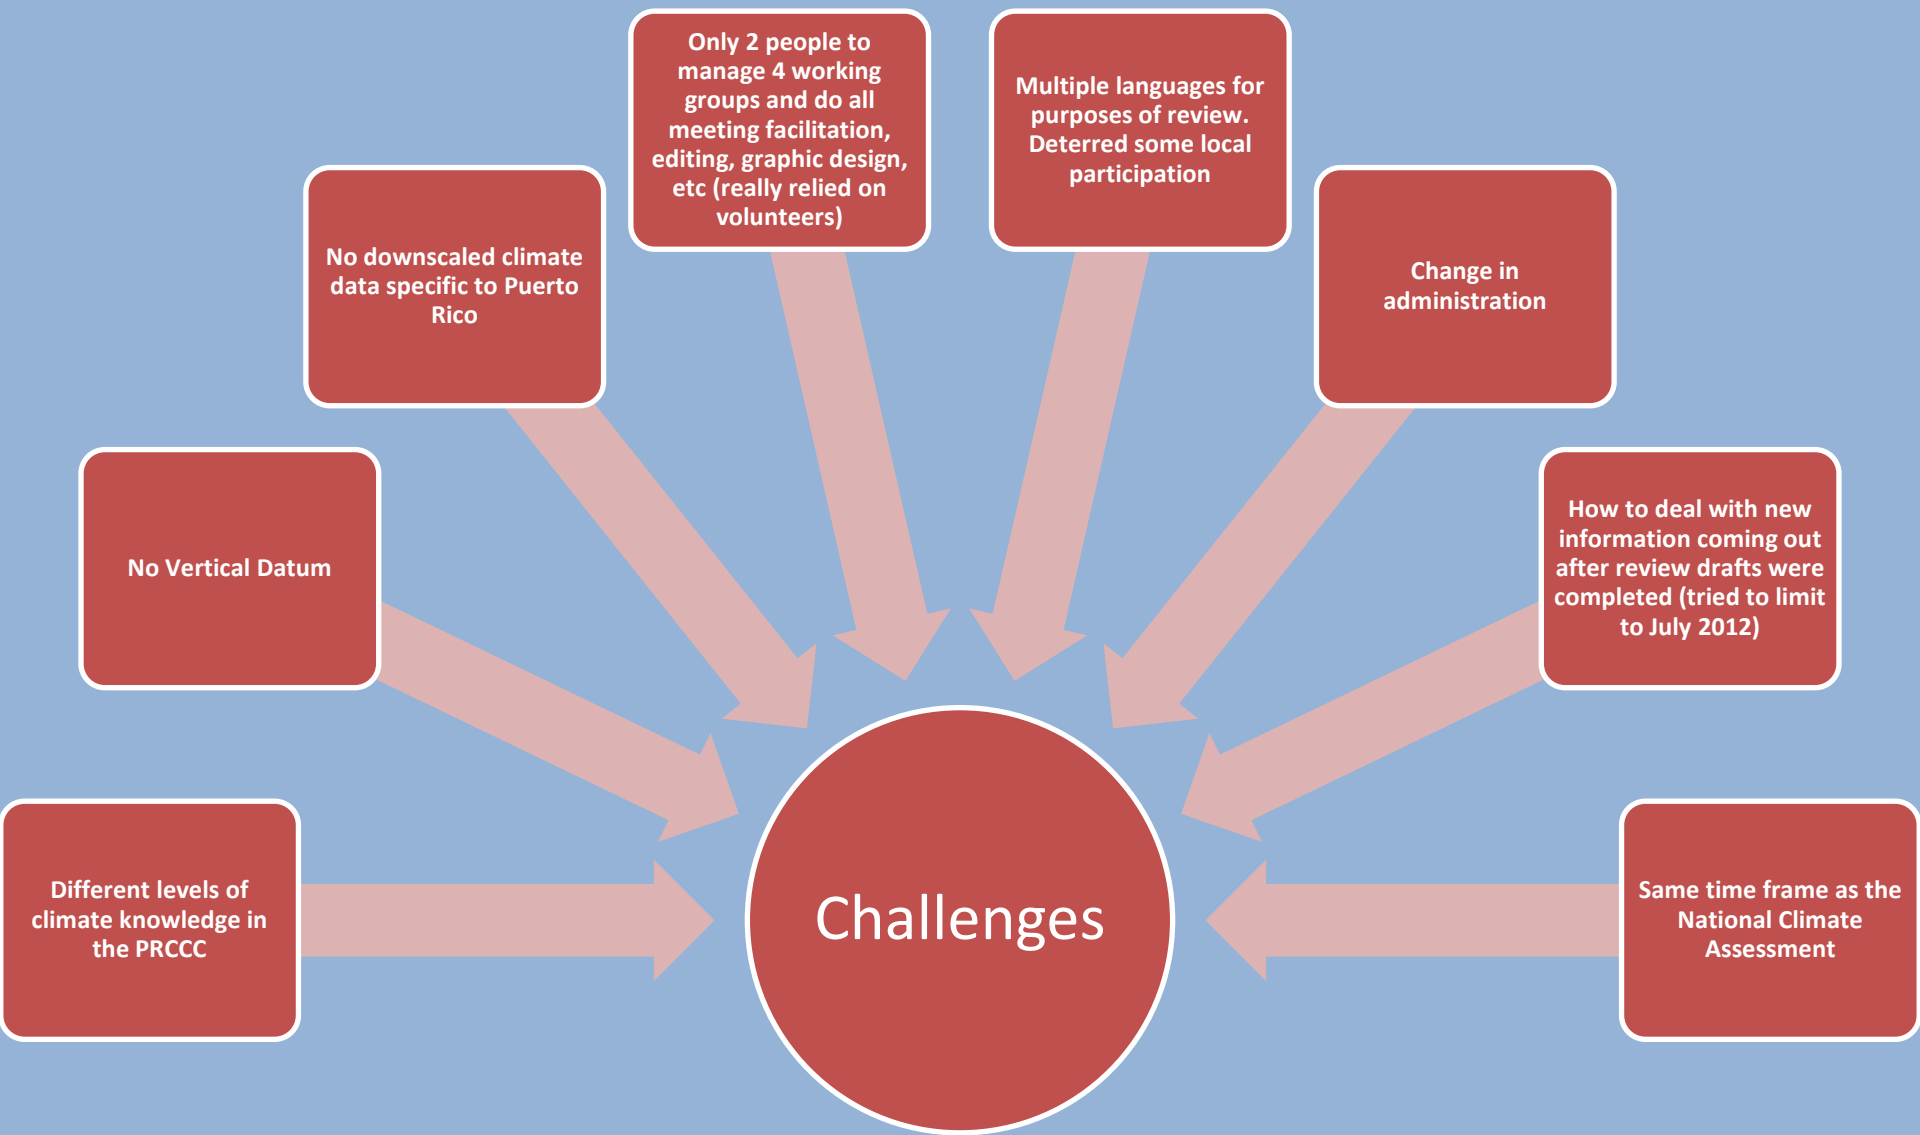 Different levels of
climate knowledge in
the PRCCC
No Vertical Datum
No downscaled climate
data specific to Puerto
Rico
Only 2 people to
manage 4 working
groups and do all
meeting facilitation,
editing, graphic design,
etc (really relied on
volunteers)
Multiple languages for
purposes of review.
Deterred some local
participation
Change in
administration
How to deal with new
information coming out
after review drafts were
completed (tried to limit
to July 2012)
Same time frame as the
National Climate
Assessment
Challenges